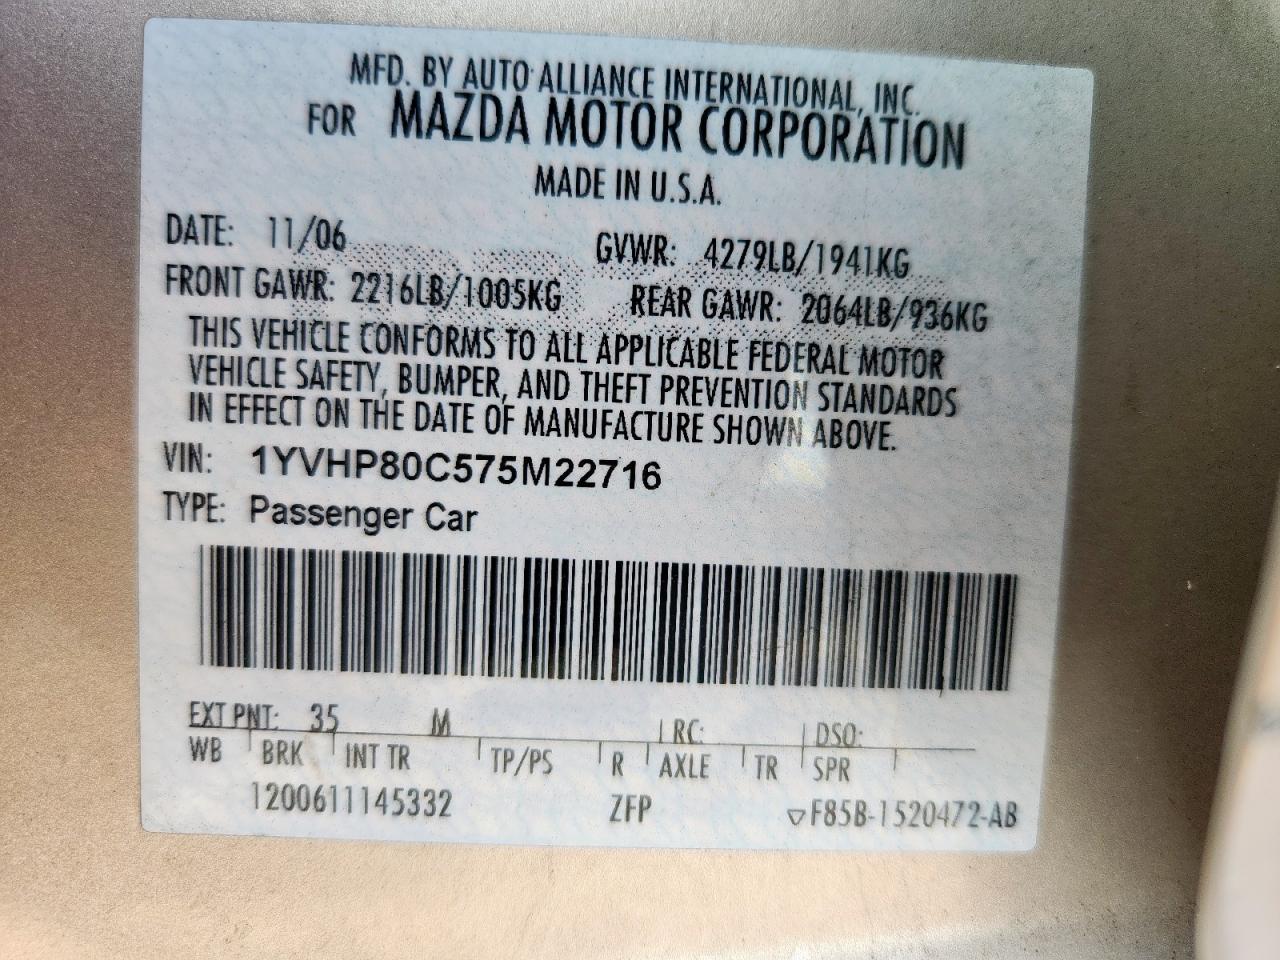 MFD. BY AUTO ALLIANCE INTERNATIONAL, INC.
FOR MAZDA MOTOR CORPORATION
MADE IN U.S.A.
DATE: 11/06 GVWR: 4279LB/1941KG
FRONT GAWR: 2216LB/1005KG REAR GAWR: 2064LB/936KG
THIS VEHICLE CONFORMS TO ALL APPLICABLE FEDERAL MOTOR
VEHICLE SAFETY, BUMPER, AND THEFT PREVENTION STANDARDS
IN EFFECT ON THE DATE OF MANUFACTURE SHOWN ABOVE.
VIN: 1YVHP80C575M22716
TYPE: Passenger Car
EXT PNT: 35 M RC: DSO:
WB BRK INT TR TP/PS R AXLE TR SPR
1200611145332 ZFP ▽F85B-1520472-AB